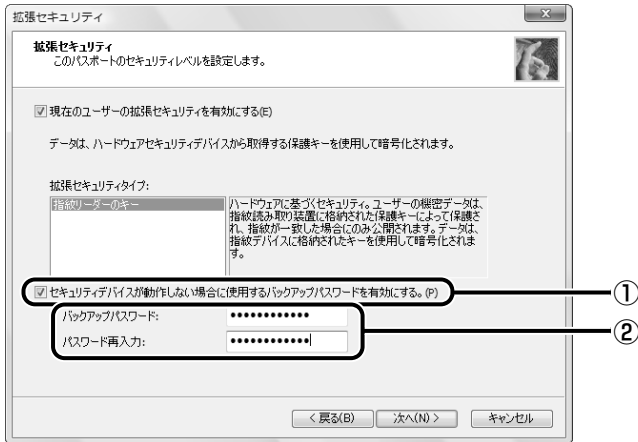 拡張セキュリティ
拡張セキュリティ
このパスポートのセキュリティレベルを設定します。
現在のユーザーの拡張セキュリティを有効にする(E)
データは、ハードウェアセキュリティデバイスから取得する保護キーを使用して暗号化されます。
拡張セキュリティタイプ:
指紋リーダーのキー
ハードウェアに基づくセキュリティ。ユーザーの機密データは、
指紋読み取り装置に格納された保護キーによって保護さ
れ、指紋が一致した場合にのみ公開されます。データは、
指紋デバイスに格納されたキーを使用して暗号化されま
す。
セキュリティデバイスが動作しない場合に使用するバックアップパスワードを有効にする。(P)
①
バックアップパスワード: ●●●●●●●●●●●●
②
パスワード再入力: ●●●●●●●●●●●●
< 戻る(B) 次へ(N) > キャンセル